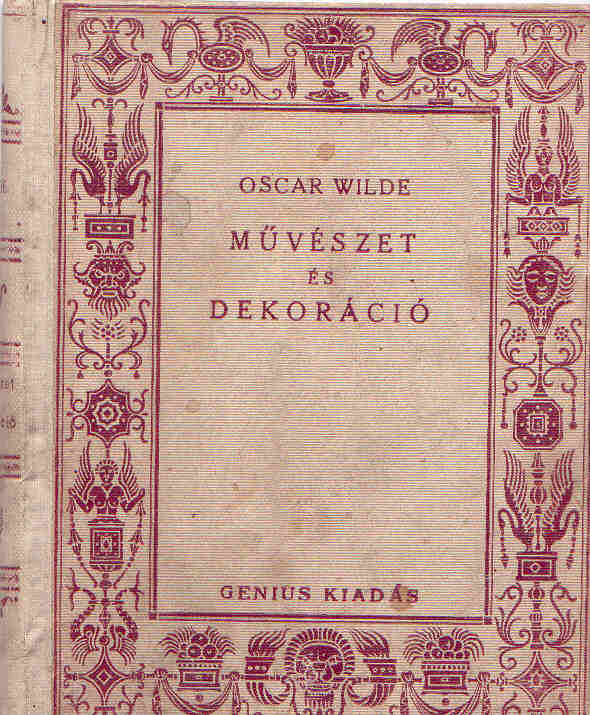 OSCAR WILDE
MŰVÉSZET
ÉS
DEKORÁCIÓ
GENIUS KIADÁS